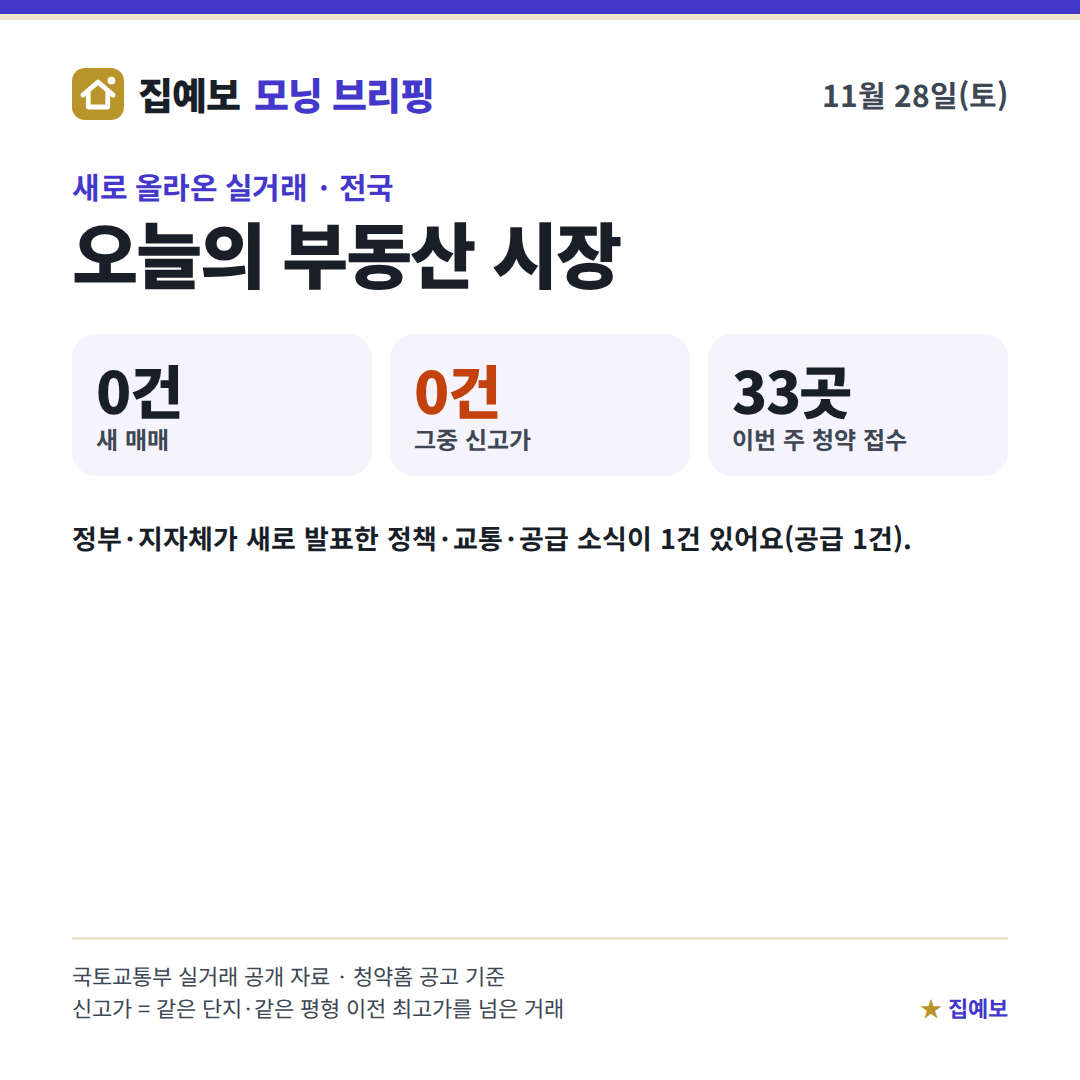 집예보 모닝 브리핑
11월 28일(토)
새로 올라온 실거래 · 전국
오늘의 부동산 시장
0건
새 매매
0건
그중 신고가
33곳
이번 주 청약 접수
정부·지자체가 새로 발표한 정책·교통·공급 소식이 1건 있어요(공급 1건).
국토교통부 실거래 공개 자료 · 청약홈 공고 기준
신고가 = 같은 단지·같은 평형 이전 최고가를 넘은 거래
★ 집예보